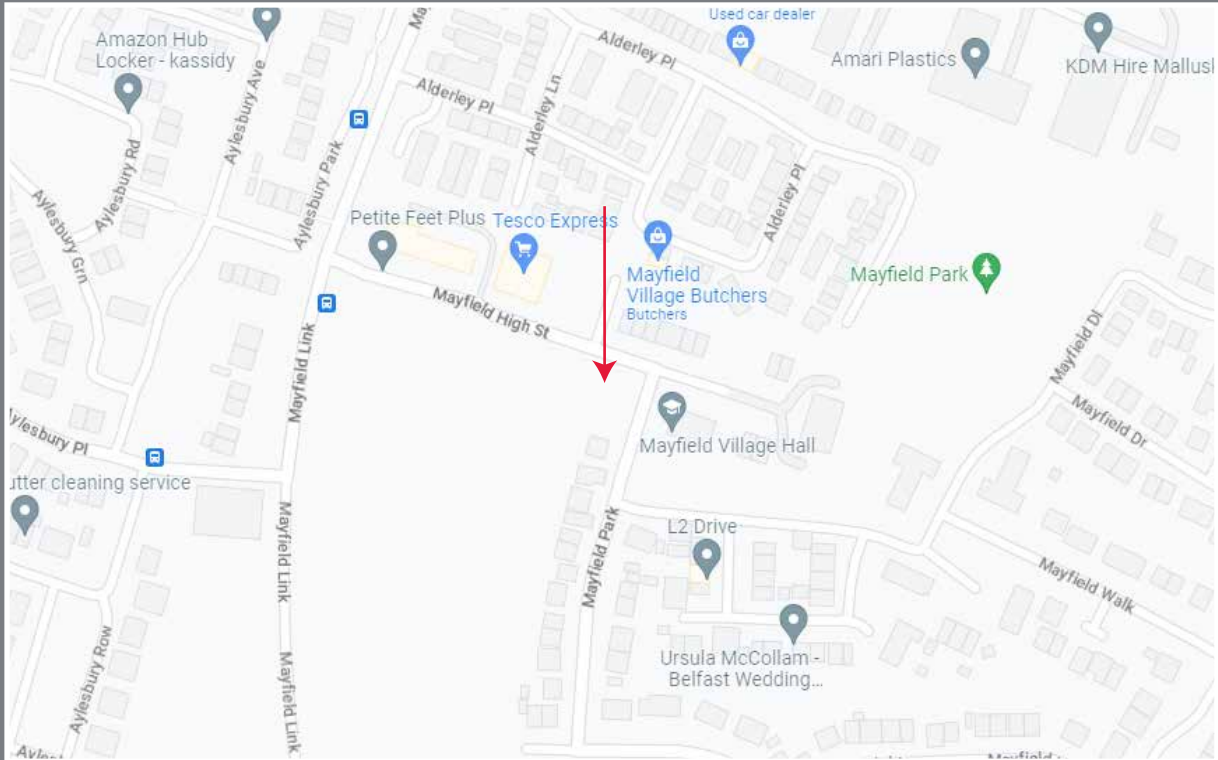 Used car dealer
Amazon Hub
Locker - kassidy
Ma
Alderley Pl
Amari Plastics
KDM Hire Mallusl
Aylesbury Ave
Alderley Pl
Alderley Ln
Aylesbury Rd
Aylesbury Park
Alderley Pl
Aylesbury Grn
Petite Feet Plus
Tesco Express
Mayfield
Village Butchers
Butchers
Mayfield Park
Mayfield High St
Mayfield Link
Mayfield Dr
Mayfield Dr
ylesbury Pl
Mayfield Village Hall
utter cleaning service
Mayfield Link
L2 Drive
Mayfield Park
Mayfield Walk
Aylesbury Row
Mayfield Link
Ursula McCollam -
Belfast Wedding...